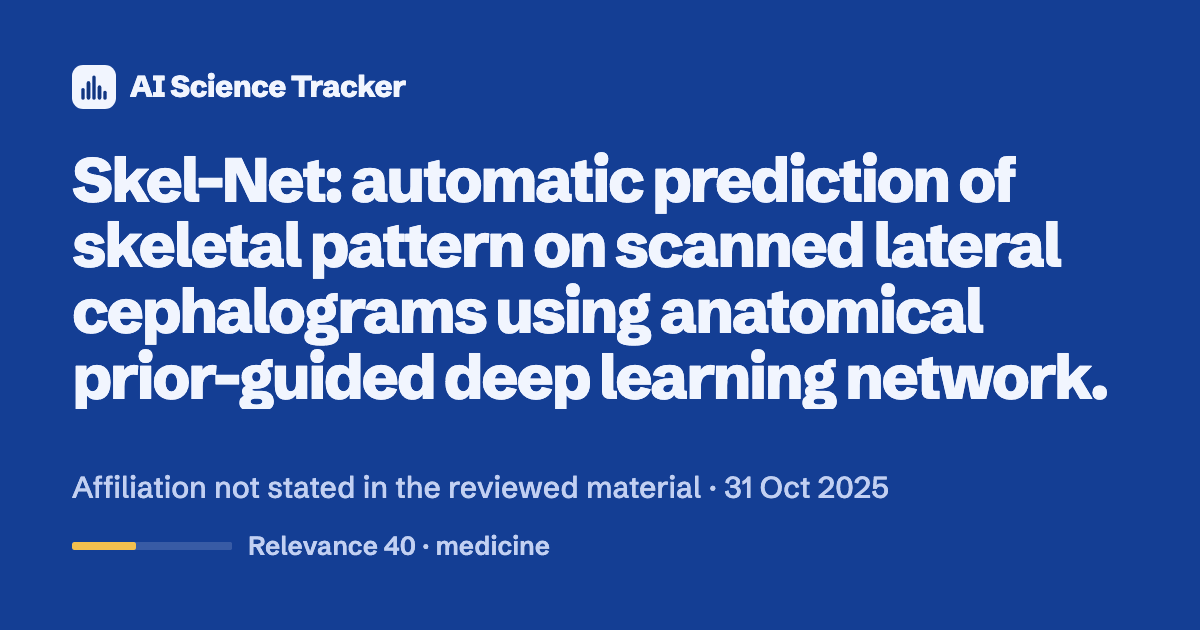 AI Science Tracker
Skel-Net: automatic prediction of
skeletal pattern on scanned lateral
cephalograms using anatomical
prior-guided deep learning network.
Affiliation not stated in the reviewed material · 31 Oct 2025
Relevance 40 · medicine